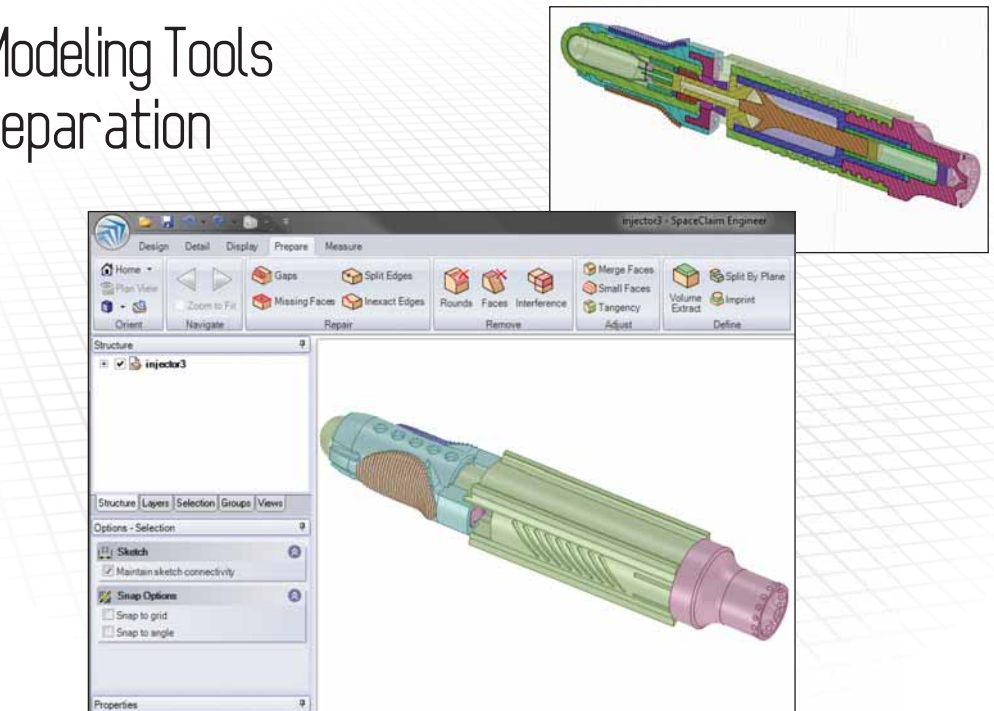 Modeling Tools
eparation
injector3 - SpaceClaim Engineer
Design Detail Display Prepare Measure
Home
Plan View
Zoom to Fit
Orient
Navigate
Gaps
Split Edges
Missing Faces
Inexact Edges
Repair
Rounds Faces Interference
Remove
Merge Faces
Small Faces
Tangency
Adjust
Volume Extract
Split By Plane
Imprint
Define
Structure
injector3
Structure Layers Selection Groups Views
Options - Selection
Sketch
Maintain sketch connectivity
Snap Options
Snap to grid
Snap to angle
Properties